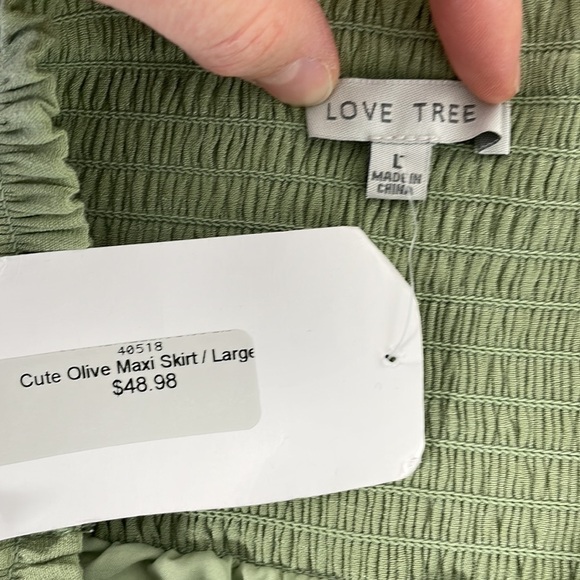 LOVE TREE
L
MADE IN
CHINA
40518
Cute Olive Maxi Skirt / Large
$48.98